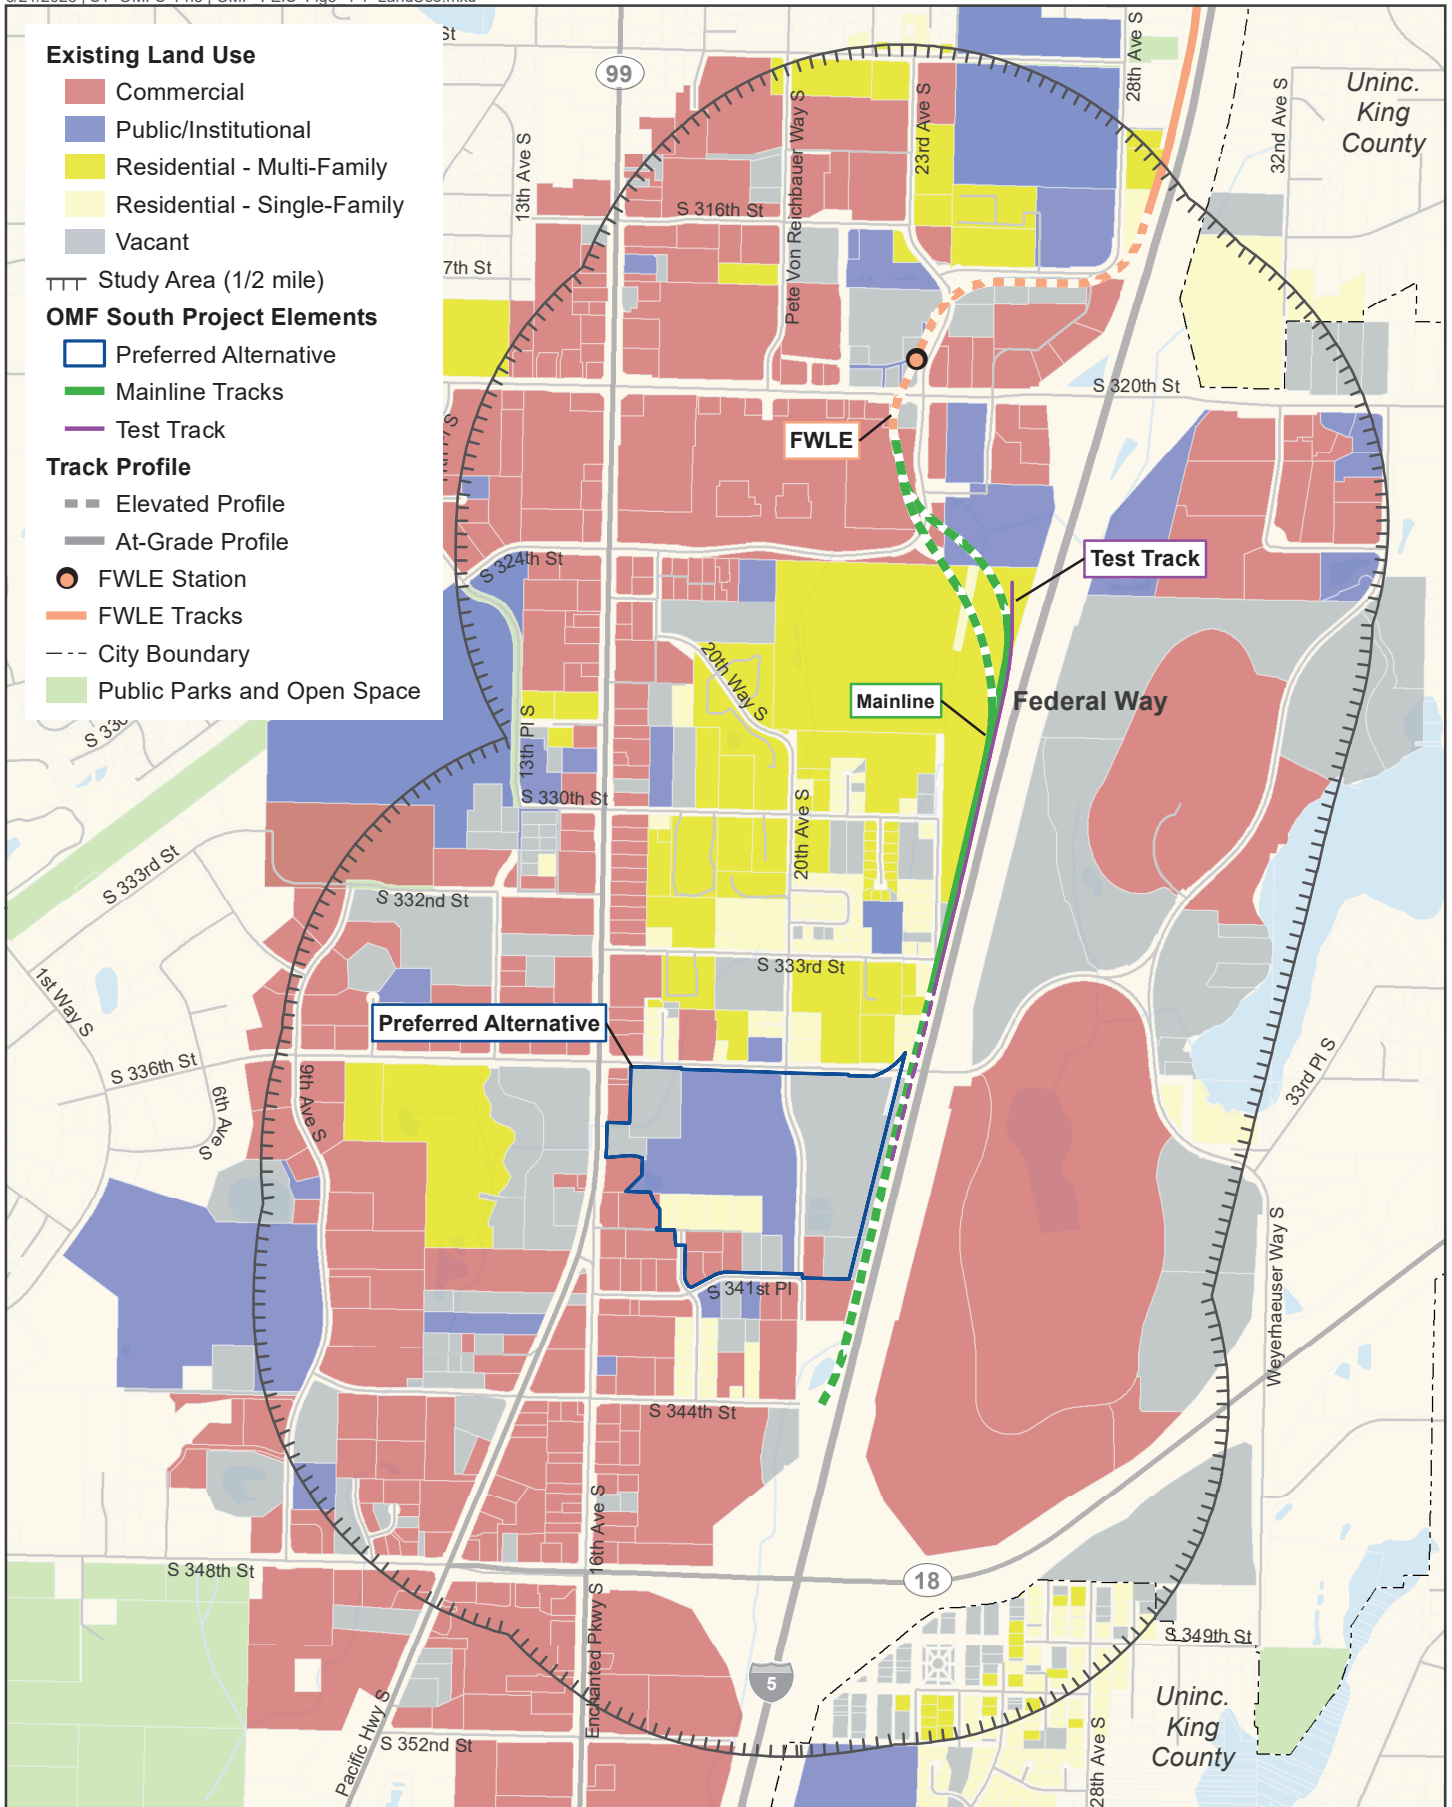 Existing Land Use
Commercial
Public/Institutional
Residential - Multi-Family
Residential - Single-Family
Vacant
Study Area (1/2 mile)
OMF South Project Elements
Preferred Alternative
Mainline Tracks
Test Track
Track Profile
Elevated Profile
At-Grade Profile
FWLE Station
FWLE Tracks
City Boundary
Public Parks and Open Space
St
99
28th Ave S
Uninc.
King
County
32nd Ave S
23rd Ave S
Pete Von Reichbauer Way S
13th Ave S
S 316th St
7th St
S 320th St
FWLE
S 324th St
Test Track
20th Way S
Mainline
Federal Way
13th Pl S
S 330th St
20th Ave S
S 333rd St
S 332nd St
S 333rd St
1st Way S
Preferred Alternative
S 336th St
9th Ave S
6th Ave S
33rd Pl S
Weyerhaeuser Way S
S 341st Pl
S 344th St
Enchanted Pkwy S
16th Ave S
S 348th St
18
S 349th St
5
Uninc.
King
County
28th Ave S
Pacific Hwy S
S 352nd St